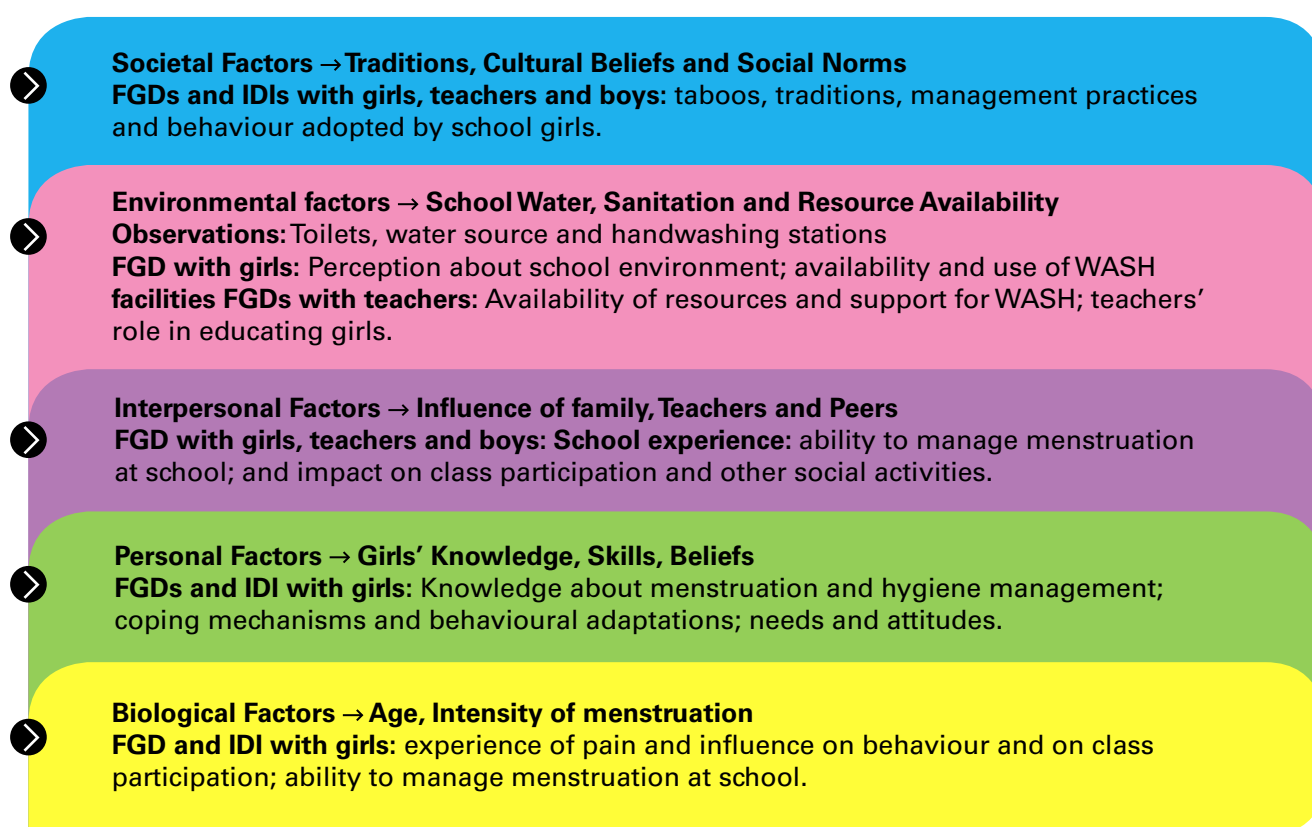 Societal Factors → Traditions, Cultural Beliefs and Social Norms
FGDs and IDIs with girls, teachers and boys: taboos, traditions, management practices
and behaviour adopted by school girls.
Environmental factors → School Water, Sanitation and Resource Availability
Observations: Toilets, water source and handwashing stations
FGD with girls: Perception about school environment; availability and use of WASH
facilities FGDs with teachers: Availability of resources and support for WASH; teachers'
role in educating girls.
Interpersonal Factors → Influence of family, Teachers and Peers
FGD with girls, teachers and boys: School experience: ability to manage menstruation
at school; and impact on class participation and other social activities.
Personal Factors → Girls' Knowledge, Skills, Beliefs
FGDs and IDI with girls: Knowledge about menstruation and hygiene management;
coping mechanisms and behavioural adaptations; needs and attitudes.
Biological Factors → Age, Intensity of menstruation
FGD and IDI with girls: experience of pain and influence on behaviour and on class
participation; ability to manage menstruation at school.